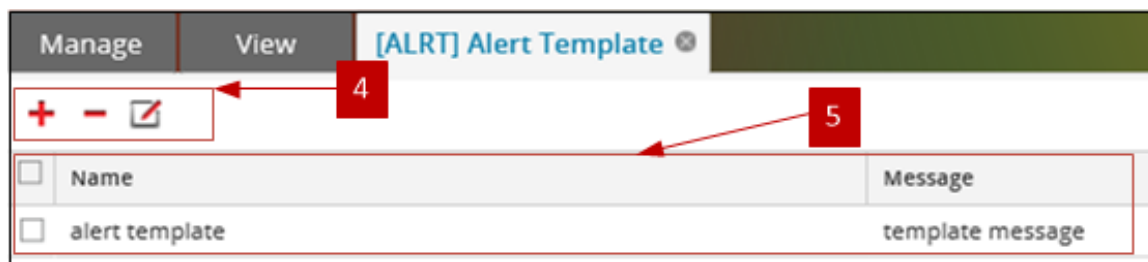 Manage View [ALRT] Alert Template
4
5
Name Message
alert template template message